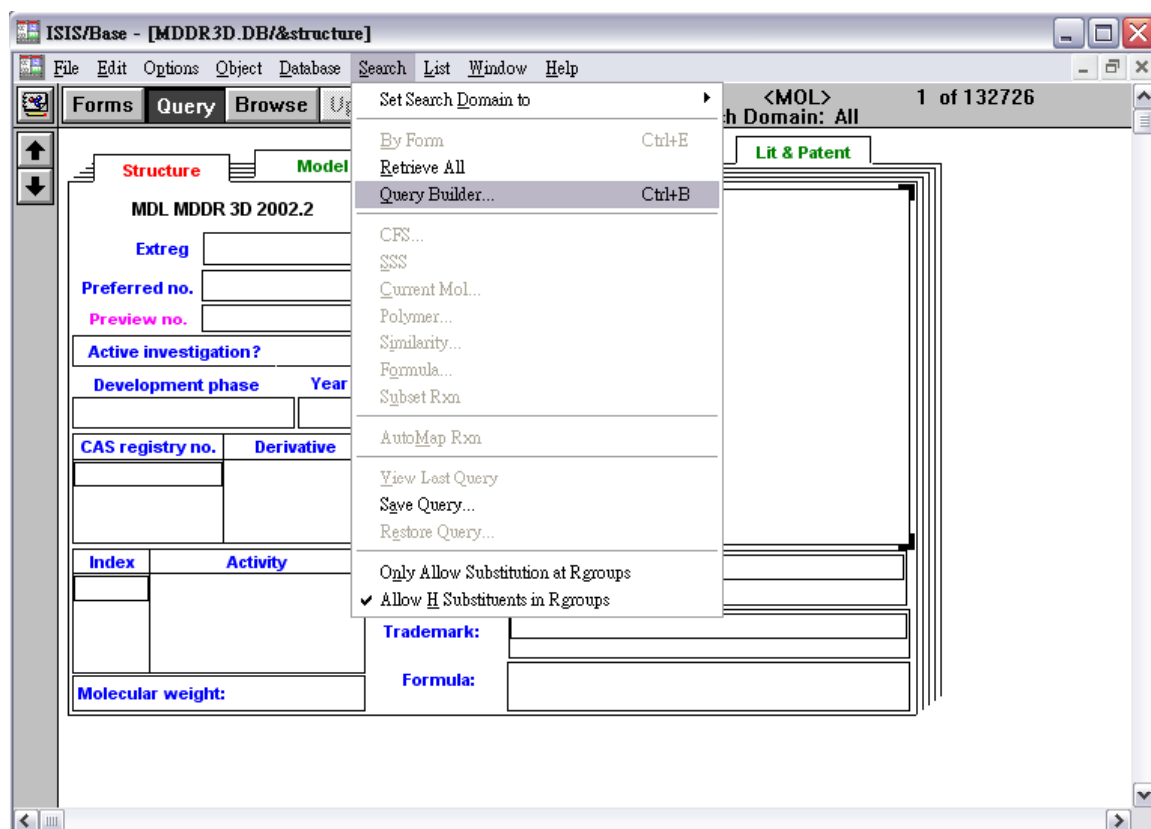 ISIS/Base - [MDDR3D.DB/&structure]
File Edit Options Object Database Search List Window Help
Forms Query Browse <MOL> 1 of 132726
Domain: All
Structure Model Lit & Patent
MDL MDDR 3D 2002.2
Extreg
Preferred no.
Preview no.
Active investigation?
Development phase Year
CAS registry no. Derivative
Index Activity
Molecular weight:
Set Search Domain to
By Form Ctrl+E
Retrieve All
Query Builder... Ctrl+B
CFS...
SSS
Current Mol...
Polymer...
Similarity...
Formula...
Subset Rxn
AutoMap Rxn
View Last Query
Save Query...
Restore Query...
Only Allow Substitution at Rgroups
✓ Allow H Substituents in Rgroups
Trademark:
Formula: